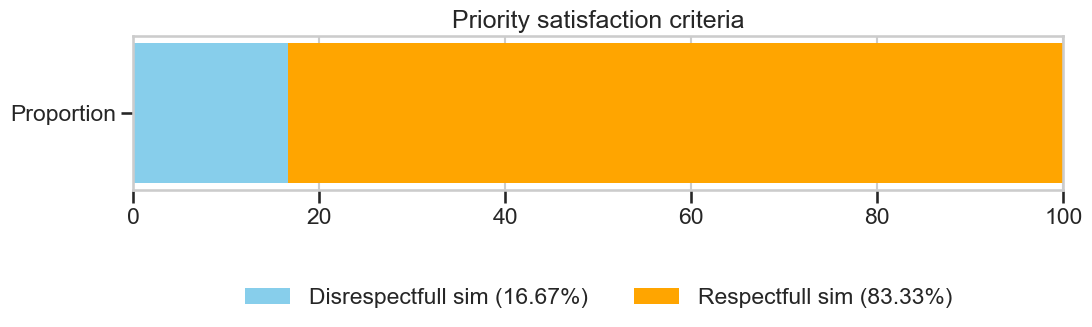 Priority satisfaction criteria
Proportion
0 20 40 60 80 100
Disrespectfull sim (16.67%) Respectfull sim (83.33%)